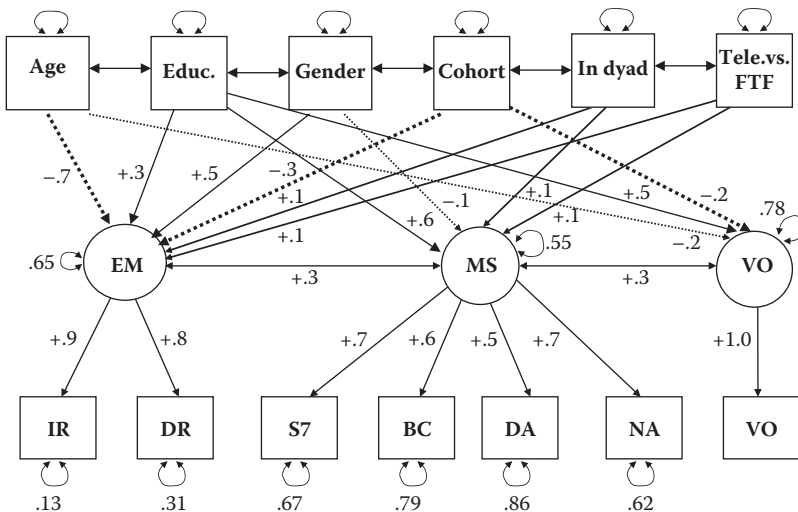 Age
Educ.
Gender
Cohort
In dyad
Tele.vs.
FTF
–.7
+.3
+.5
–.3
+.1
+.1
+.6
–.1
+.1
+.1
+.5
–.2
–.2
.78
.65
EM
+.3
MS
.55
+.3
VO
+.9
+.8
+.7
+.6
+.5
+.7
+1.0
IR
DR
S7
BC
DA
NA
VO
.13
.31
.67
.79
.86
.62